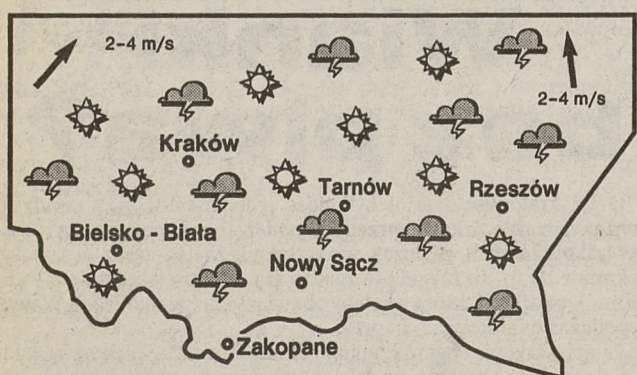 2-4 m/s
2-4 m/s
Kraków
Tarnów
Rzeszów
Bielsko - Biała
Nowy Sącz
Zakopane